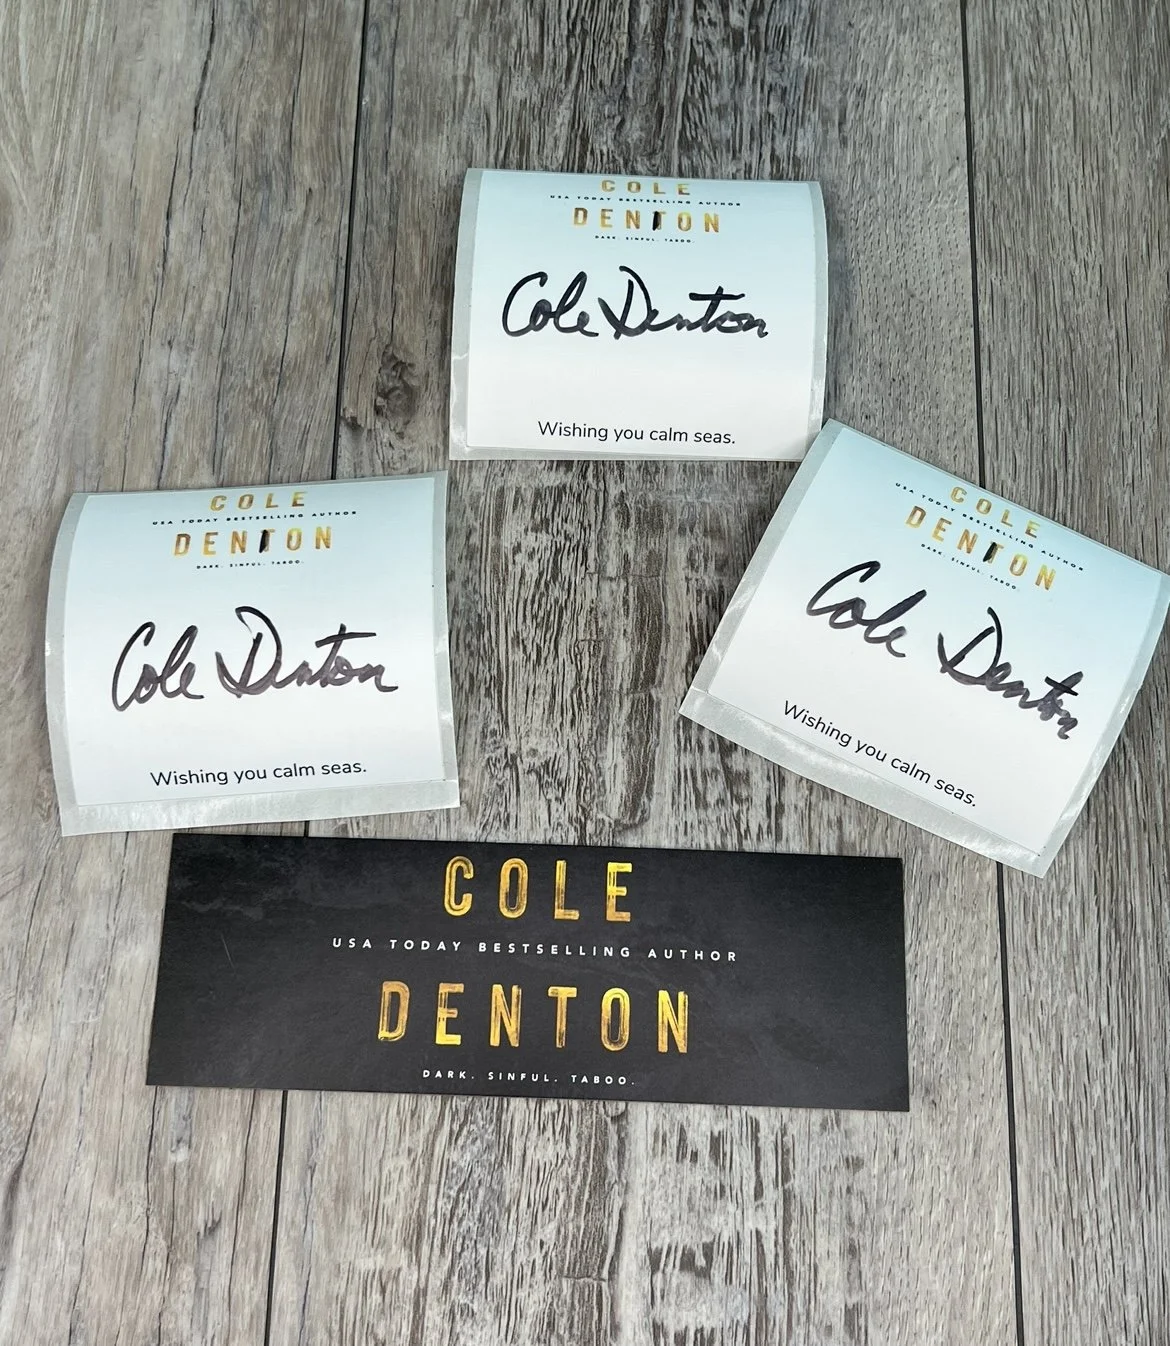 COLE
USA TODAY BESTSELLING AUTHOR
DENTON
DARK. SINFUL. TABOO.
Cole Denton
Wishing you calm seas.
COLE
USA TODAY BESTSELLING AUTHOR
DENTON
DARK. SINFUL. TABOO.
Cole Denton
Wishing you calm seas.
COLE
USA TODAY BESTSELLING AUTHOR
DENTON
DARK. SINFUL. TABOO.
Cole Denton
Wishing you calm seas.
COLE
USA TODAY BESTSELLING AUTHOR
DENTON
DARK. SINFUL. TABOO.